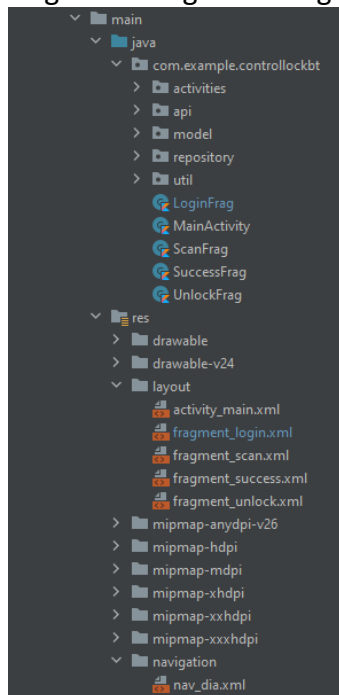 main
java
com.example.controllockbt
activities
api
model
repository
util
LoginFrag
MainActivity
ScanFrag
SuccessFrag
UnlockFrag
res
drawable
drawable-v24
layout
activity_main.xml
fragment_login.xml
fragment_scan.xml
fragment_success.xml
fragment_unlock.xml
mipmap-anydpi-v26
mipmap-hdpi
mipmap-mdpi
mipmap-xhdpi
mipmap-xxhdpi
mipmap-xxxhdpi
navigation
nav_dia.xml